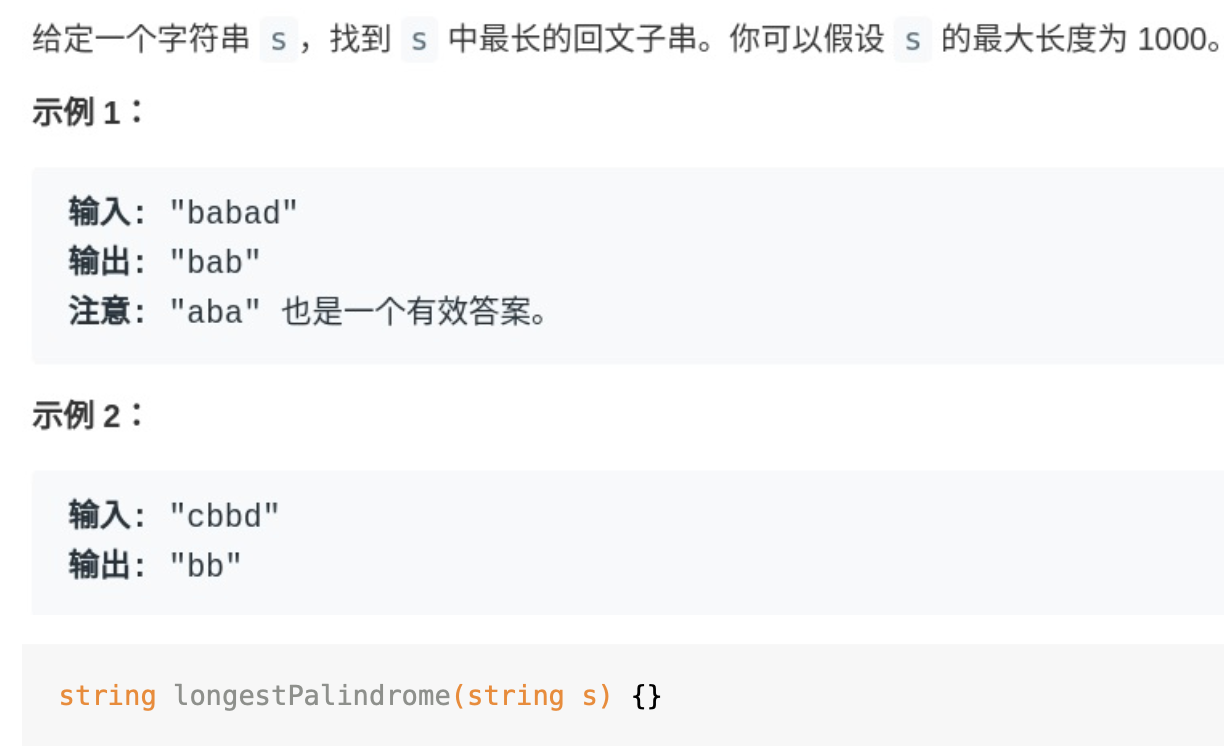 给定一个字符串 s，找到 s 中最长的回文子串。你可以假设 s 的最大长度为 1000。
示例 1：
输入: "babad"
输出: "bab"
注意: "aba" 也是一个有效答案。
示例 2：
输入: "cbbd"
输出: "bb"
string longestPalindrome(string s) {}